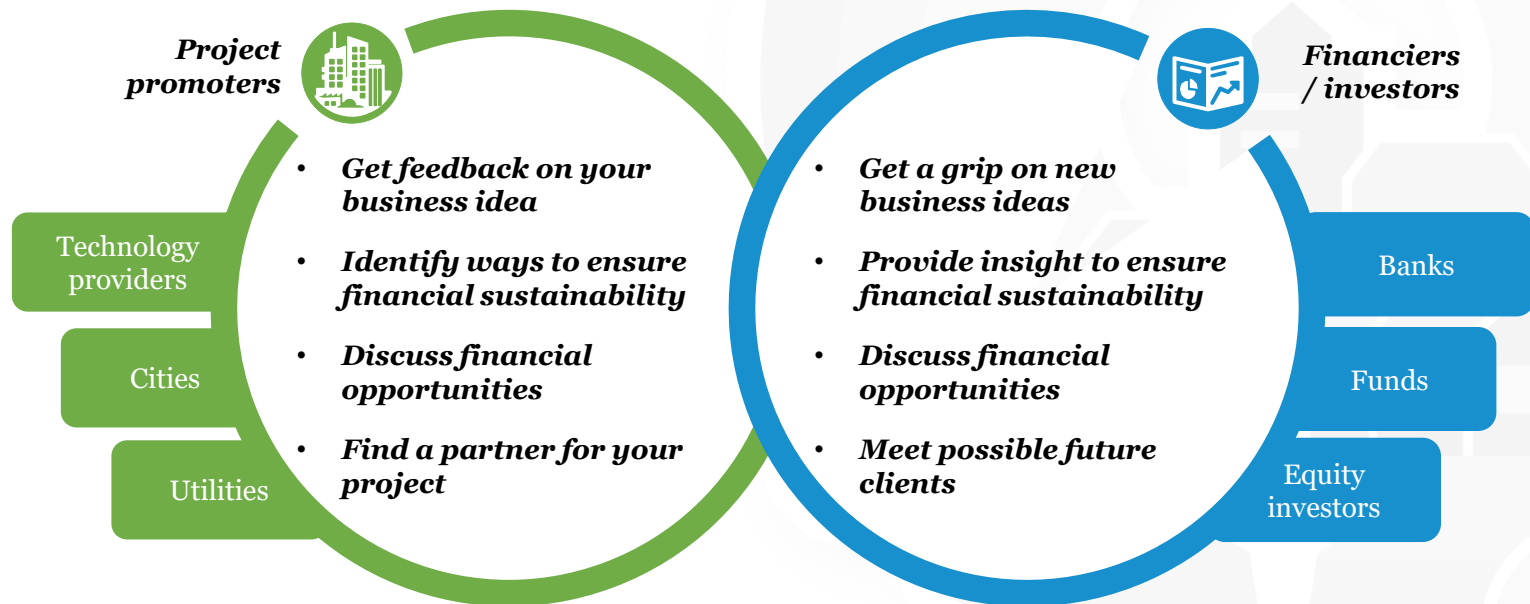 Project
promoters
Technology
providers
Cities
Utilities
• Get feedback on your
business idea
• Identify ways to ensure
financial sustainability
• Discuss financial
opportunities
• Find a partner for your
project
Financiers
/ investors
• Get a grip on new
business ideas
• Provide insight to ensure
financial sustainability
• Discuss financial
opportunities
• Meet possible future
clients
Banks
Funds
Equity
investors